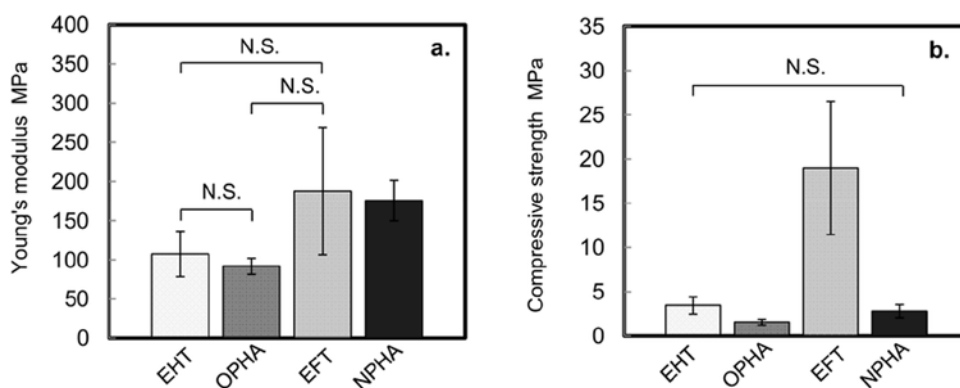 a.
Young's modulus MPa
400
350
300
250
200
150
100
50
0
N.S.
N.S.
N.S.
EHT
OPHA
EFT
NPHA
b.
Compressive strength MPa
35
30
25
20
15
10
5
0
N.S.
EHT
OPHA
EFT
NPHA